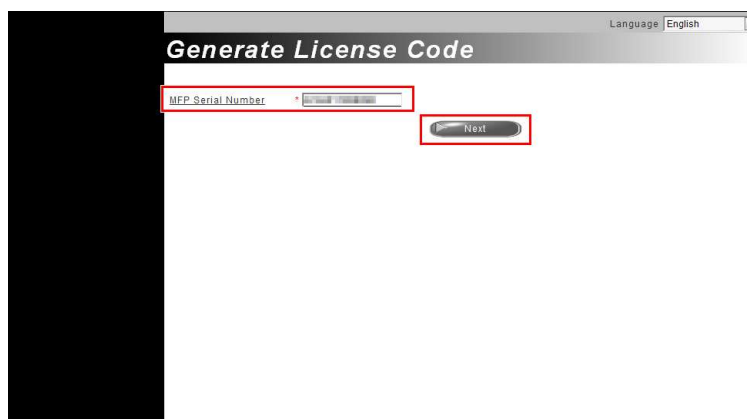 Language English
Generate License Code
MFP Serial Number *
Next